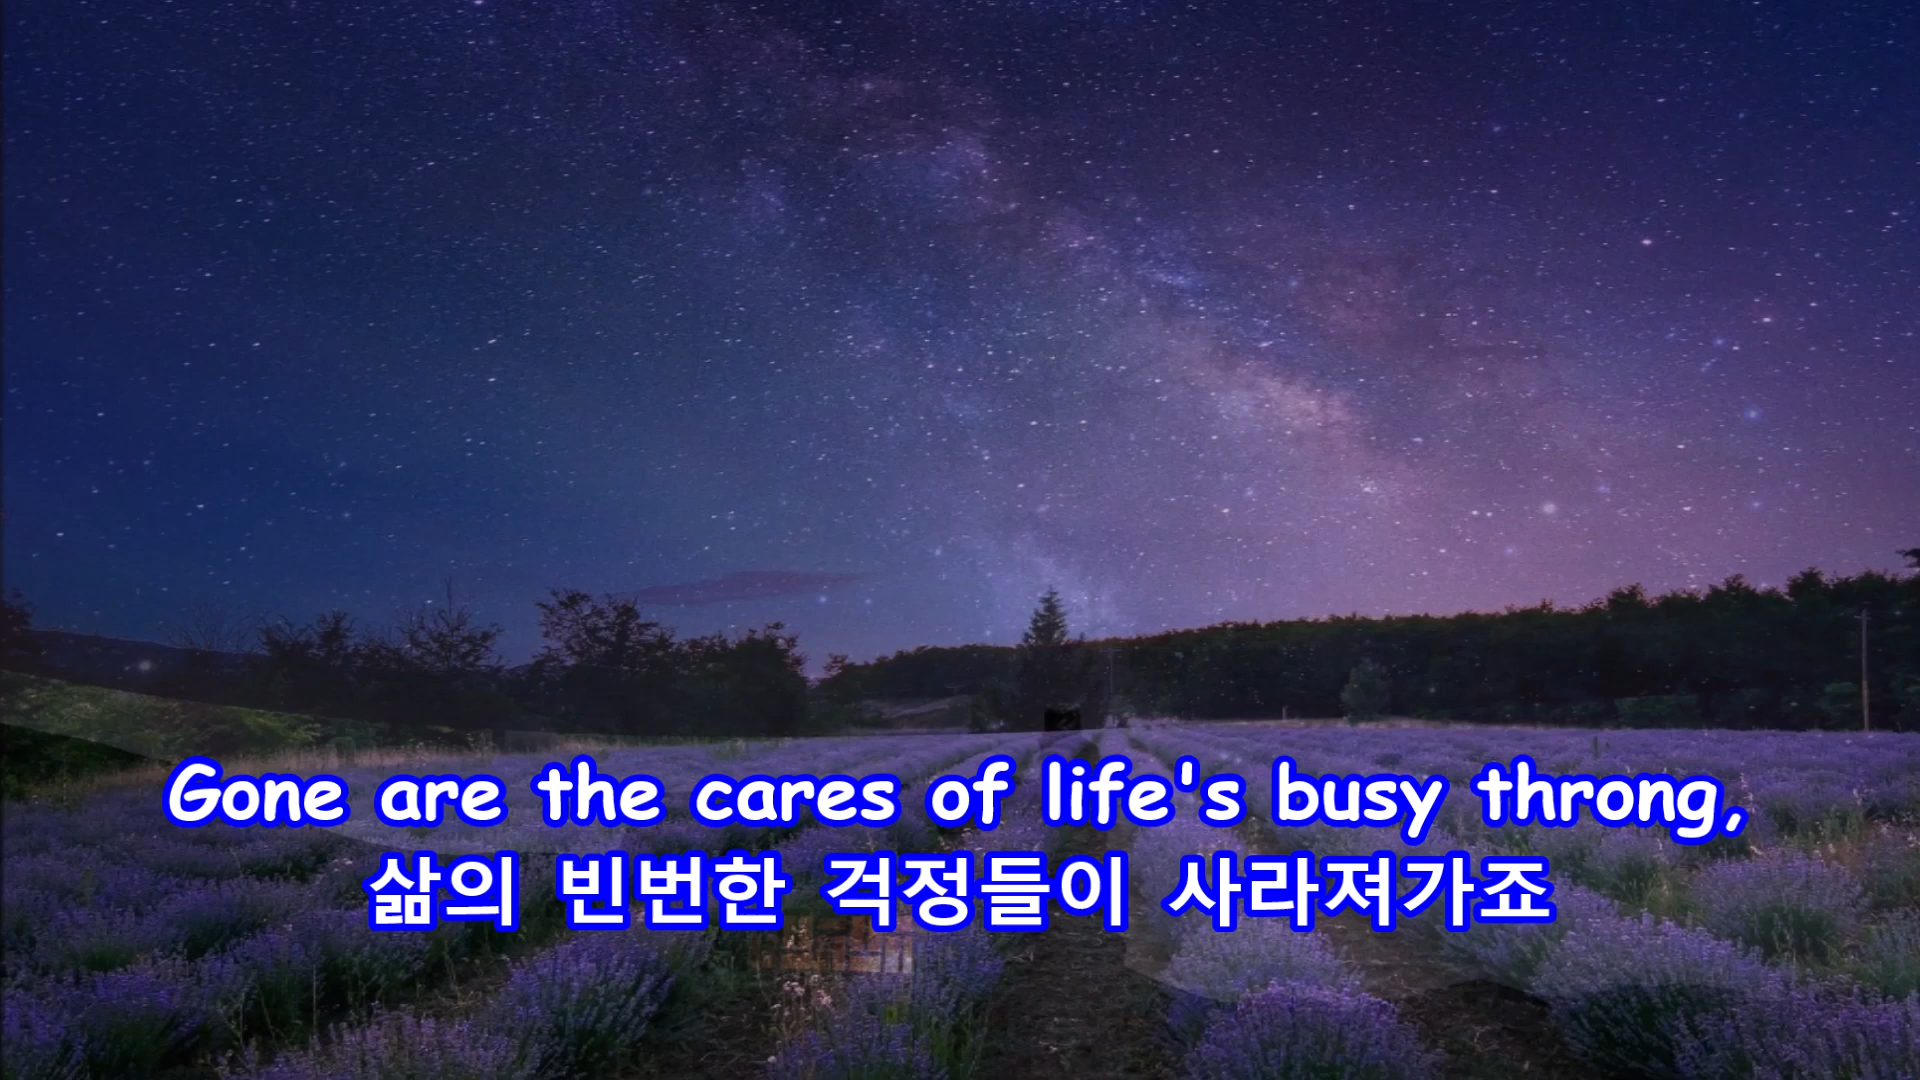 Gone are the cares of life's busy throng,
삶의 빈번한 걱정들이 사라져가죠